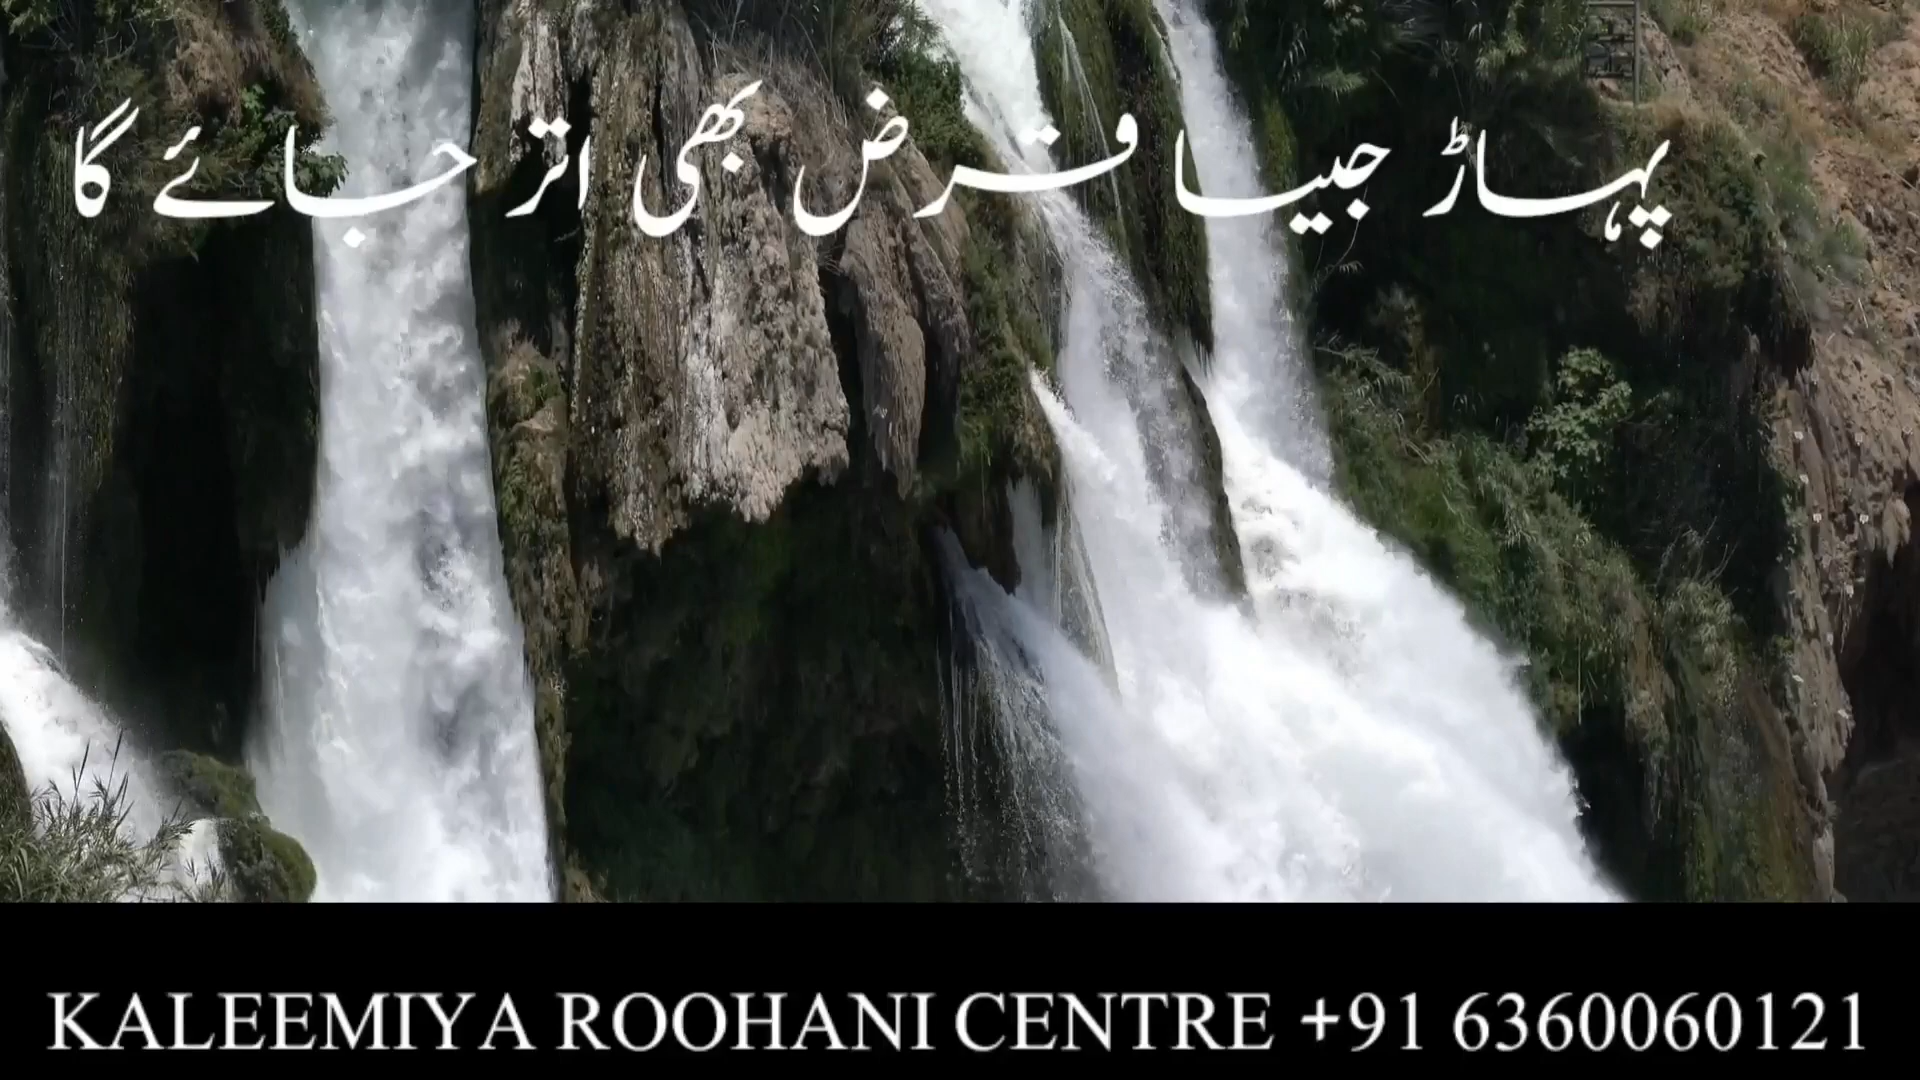 پہاڑ جیسا قرض بھی اتر جائے گا
KALEEMIYA ROOHANI CENTRE +91 6360060121